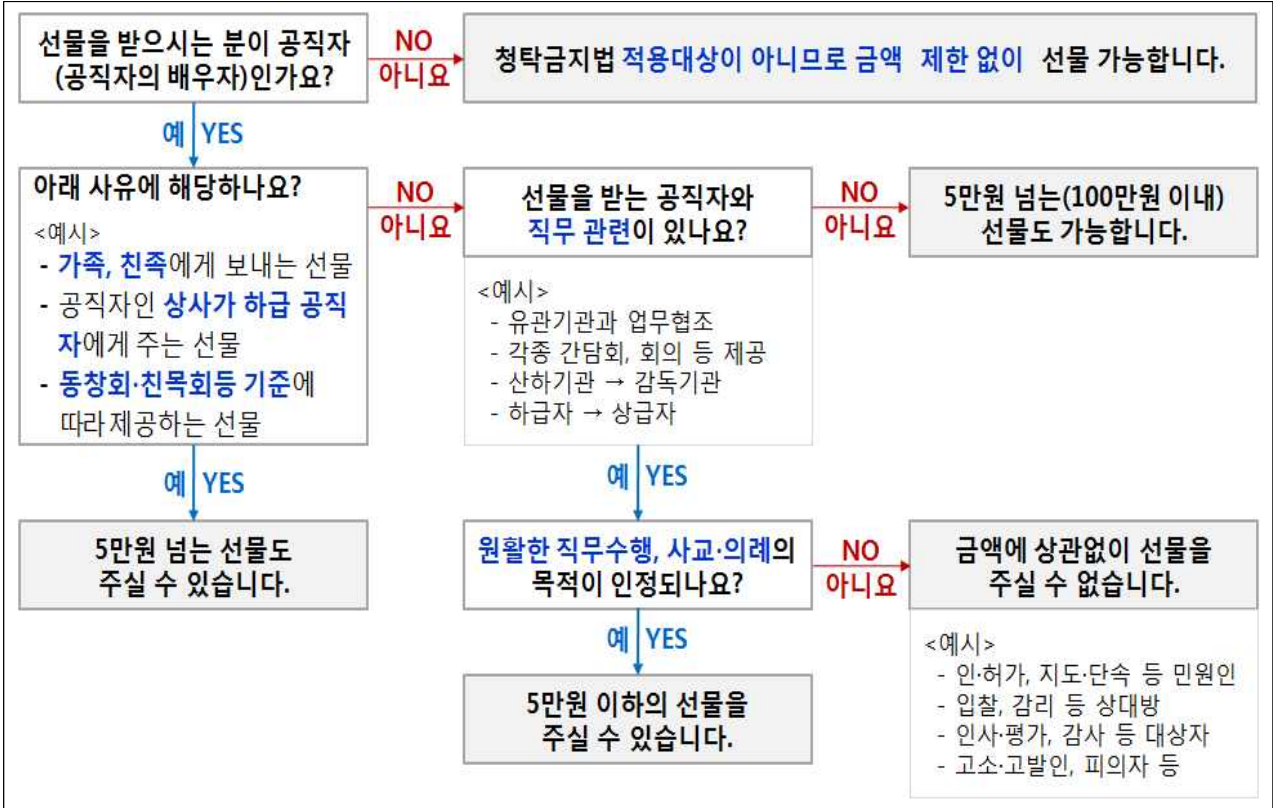 선물을 받으시는 분이 공직자
(공직자의 배우자)인가요?
NO
아니요
청탁금지법 적용대상이 아니므로 금액 제한 없이 선물 가능합니다.
예 YES
아래 사유에 해당하나요?
<예시>
- 가족, 친족에게 보내는 선물
- 공직자인 상사가 하급 공직
자에게 주는 선물
- 동창회·친목회등 기준에
따라 제공하는 선물
NO
아니요
선물을 받는 공직자와
직무 관련이 있나요?
<예시>
- 유관기관과 업무협조
- 각종 간담회, 회의 등 제공
- 산하기관 → 감독기관
- 하급자 → 상급자
NO
아니요
5만원 넘는(100만원 이내)
선물도 가능합니다.
예 YES
5만원 넘는 선물도
주실 수 있습니다.
예 YES
원활한 직무수행, 사교·의례의
목적이 인정되나요?
NO
아니요
금액에 상관없이 선물을
주실 수 없습니다.
<예시>
- 인·허가, 지도·단속 등 민원인
- 입찰, 감리 등 상대방
- 인사·평가, 감사 등 대상자
- 고소·고발인, 피의자 등
예 YES
5만원 이하의 선물을
주실 수 있습니다.